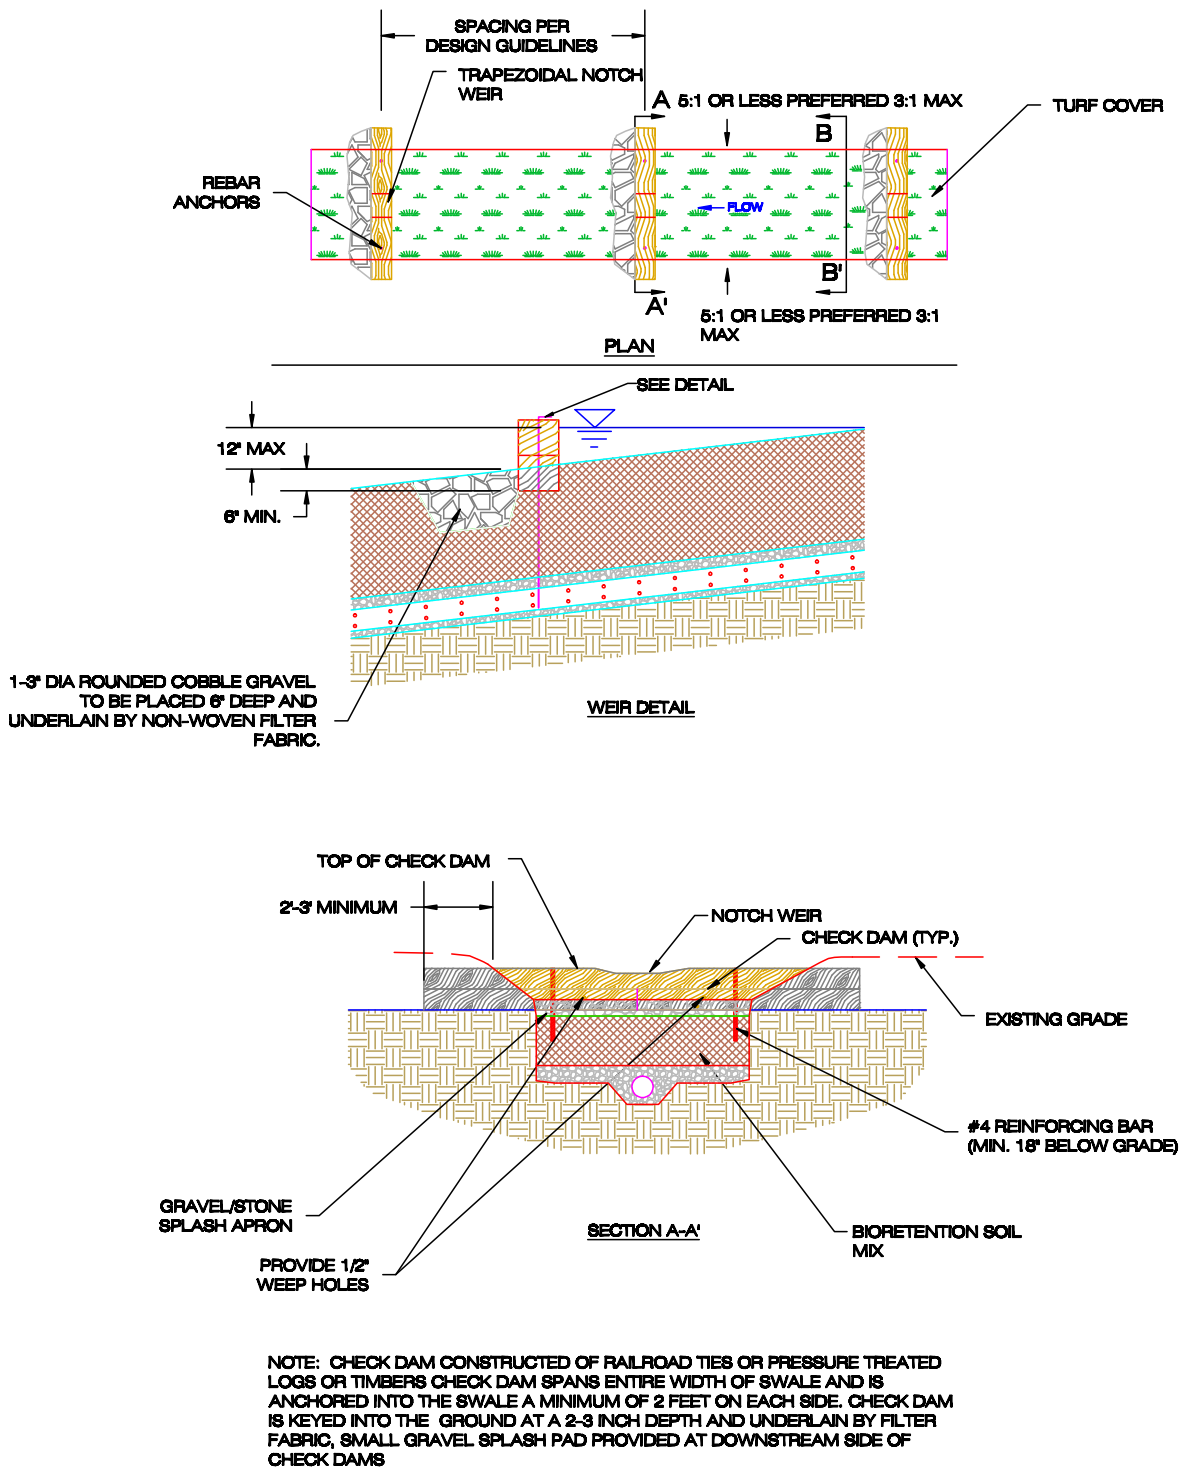 SPACING PER
DESIGN GUIDELINES
TRAPEZOIDAL NOTCH
WEIR
A
5:1 OR LESS PREFERRED 3:1 MAX
TURF COVER
B
REBAR
ANCHORS
FLOW
B'
A'
5:1 OR LESS PREFERRED 3:1
MAX
PLAN
SEE DETAIL
12" MAX
6" MIN.
1-3" DIA ROUNDED COBBLE GRAVEL
TO BE PLACED 6" DEEP AND
UNDERLAIN BY NON-WOVEN FILTER
FABRIC.
WEIR DETAIL
TOP OF CHECK DAM
2'-3' MINIMUM
NOTCH WEIR
CHECK DAM (TYP.)
EXISTING GRADE
#4 REINFORCING BAR
(MIN. 18" BELOW GRADE)
GRAVEL/STONE
SPLASH APRON
SECTION A-A'
BIORETENTION SOIL
MIX
PROVIDE 1/2"
WEEP HOLES
NOTE: CHECK DAM CONSTRUCTED OF RAILROAD TIES OR PRESSURE TREATED
LOGS OR TIMBERS CHECK DAM SPANS ENTIRE WIDTH OF SWALE AND IS
ANCHORED INTO THE SWALE A MINIMUM OF 2 FEET ON EACH SIDE. CHECK DAM
IS KEYED INTO THE GROUND AT A 2-3 INCH DEPTH AND UNDERLAIN BY FILTER
FABRIC, SMALL GRAVEL SPLASH PAD PROVIDED AT DOWNSTREAM SIDE OF
CHECK DAMS